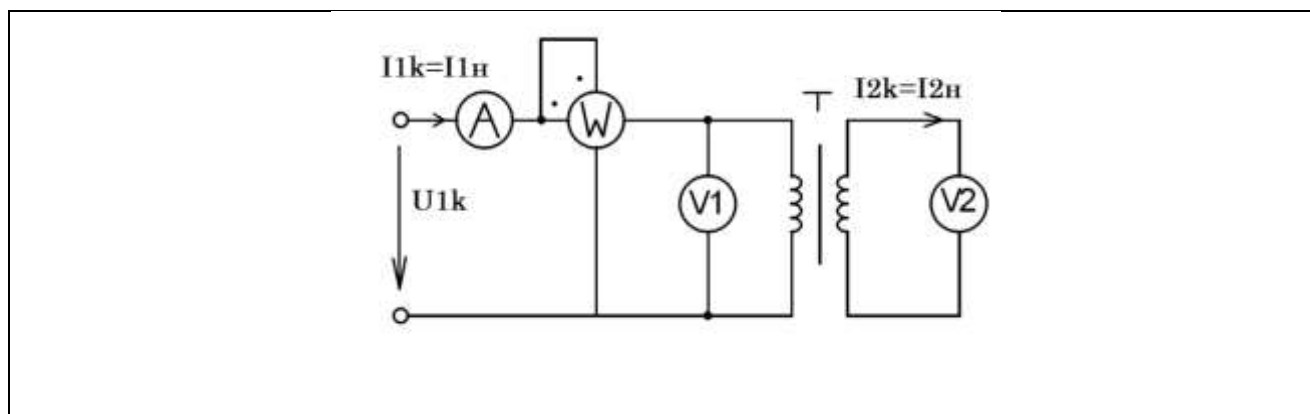 I1k=I1н
A
W
T
I2k=I2н
U1k
V1
V2